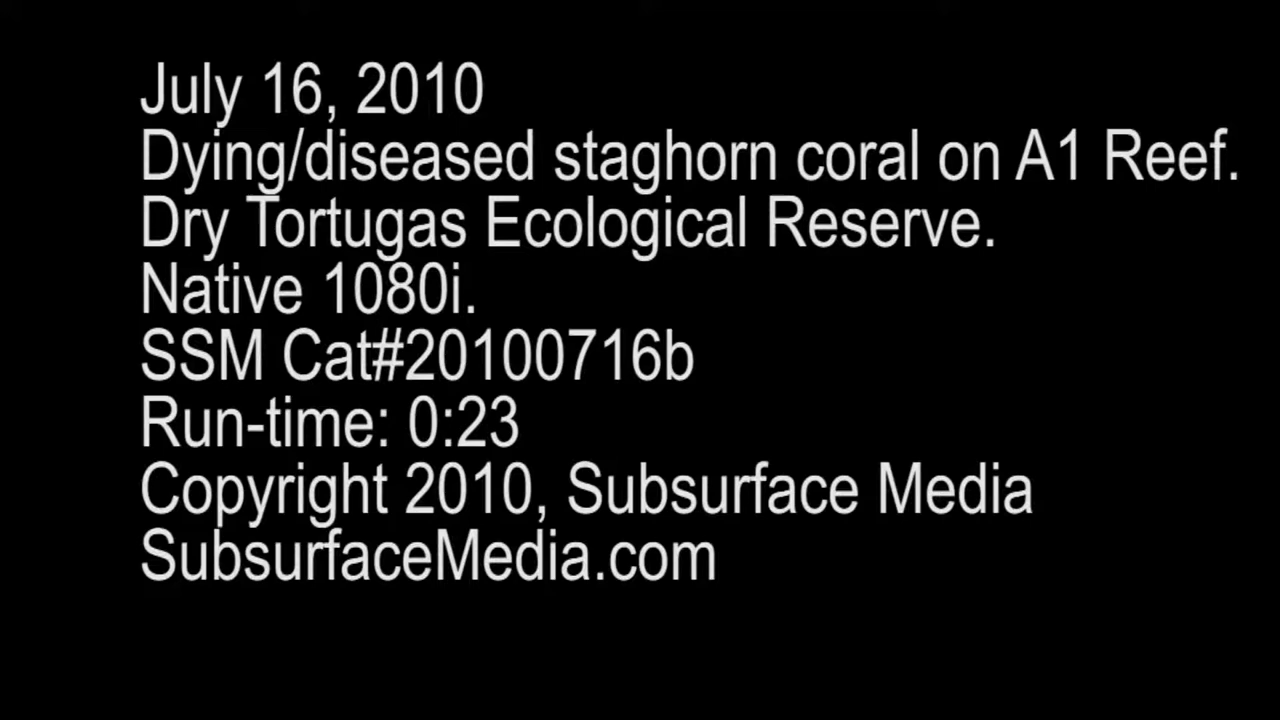 July 16, 2010
Dying/diseased staghorn coral on A1 Reef.
Dry Tortugas Ecological Reserve.
Native 1080i.
SSM Cat#20100716b
Run-time: 0:23
Copyright 2010, Subsurface Media
SubsurfaceMedia.com